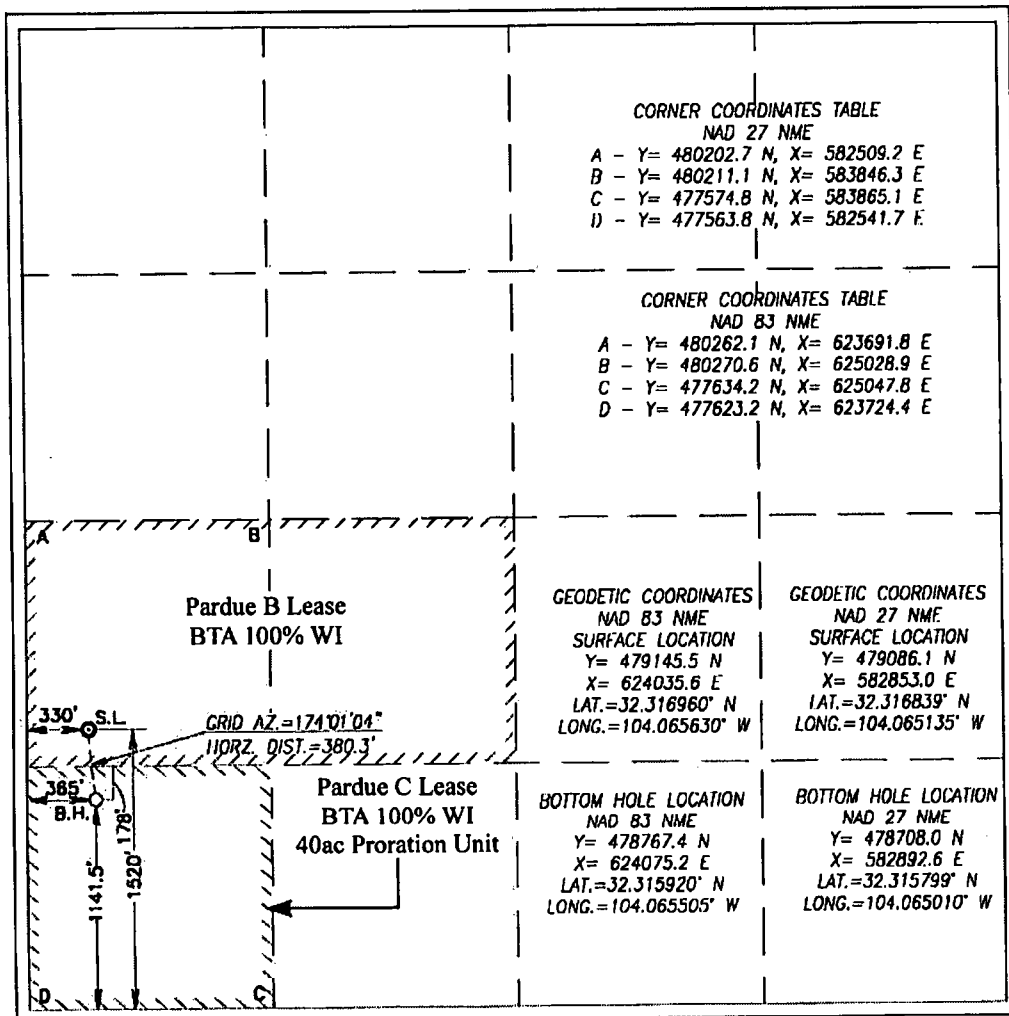 CORNER COORDINATES TABLE
NAD 27 NME
A - Y= 480202.7 N, X= 582509.2 E
B - Y= 480211.1 N, X= 583846.3 E
C - Y= 477574.8 N, X= 583865.1 E
D - Y= 477563.8 N, X= 582541.7 E
CORNER COORDINATES TABLE
NAD 83 NME
A - Y= 480262.1 N, X= 623691.8 E
B - Y= 480270.6 N, X= 625028.9 E
C - Y= 477634.2 N, X= 625047.8 E
D - Y= 477623.2 N, X= 623724.4 E
A
B
Pardue B Lease
BTA 100% WI
330'
S.L.
GRID AZ.=174°01'04"
HORZ. DIST.=380.3'
GEODETIC COORDINATES
NAD 83 NME
SURFACE LOCATION
Y= 479145.5 N
X= 624035.6 E
LAT.=32.316960° N
LONG.=104.065630° W
GEODETIC COORDINATES
NAD 27 NME
SURFACE LOCATION
Y= 479086.1 N
X= 582853.0 E
LAT.=32.316839° N
LONG.=104.065135° W
365'
B.H.
178'
1520'
1141.5'
Pardue C Lease
BTA 100% WI
40ac Proration Unit
BOTTOM HOLE LOCATION
NAD 83 NME
Y= 478767.4 N
X= 624075.2 E
LAT.=32.315920° N
LONG.=104.065505° W
BOTTOM HOLE LOCATION
NAD 27 NME
Y= 478708.0 N
X= 582892.6 E
LAT.=32.315799° N
LONG.=104.065010° W
D
C